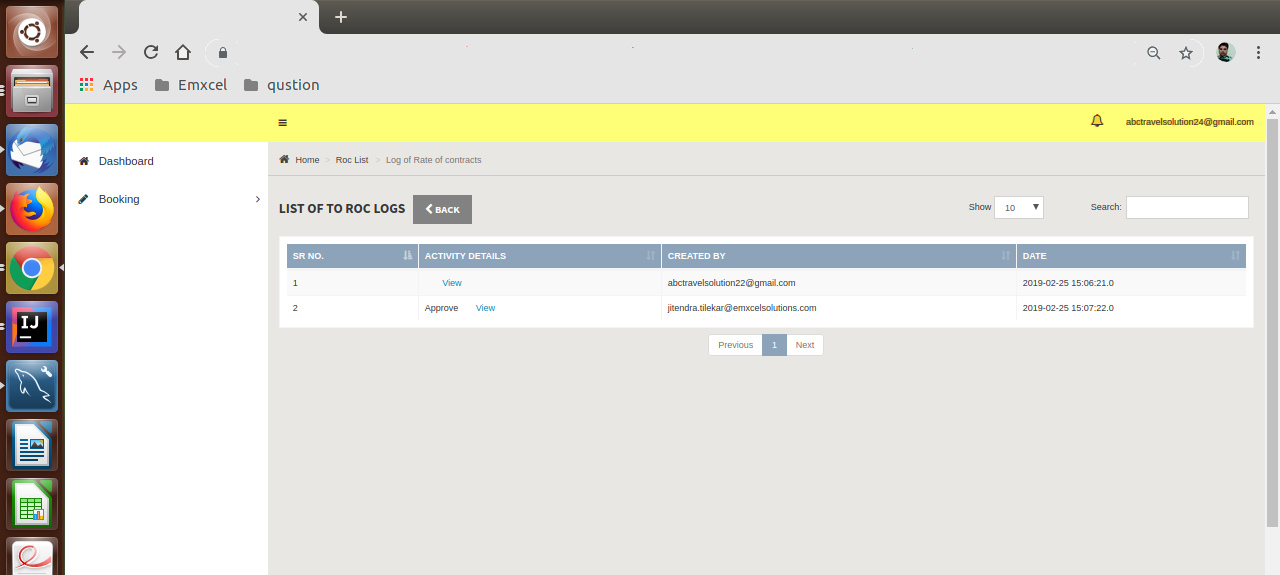 Apps Emxcel qustion
abctravelsolution24@gmail.com
Dashboard
Booking
Home > Roc List > Log of Rate of contracts
LIST OF TO ROC LOGS BACK Show 10 Search:
SR NO. ACTIVITY DETAILS CREATED BY DATE
1 View abctravelsolution22@gmail.com 2019-02-25 15:06:21.0
2 Approve View jitendra.tilekar@emxcelsolutions.com 2019-02-25 15:07:22.0
Previous 1 Next
IJ